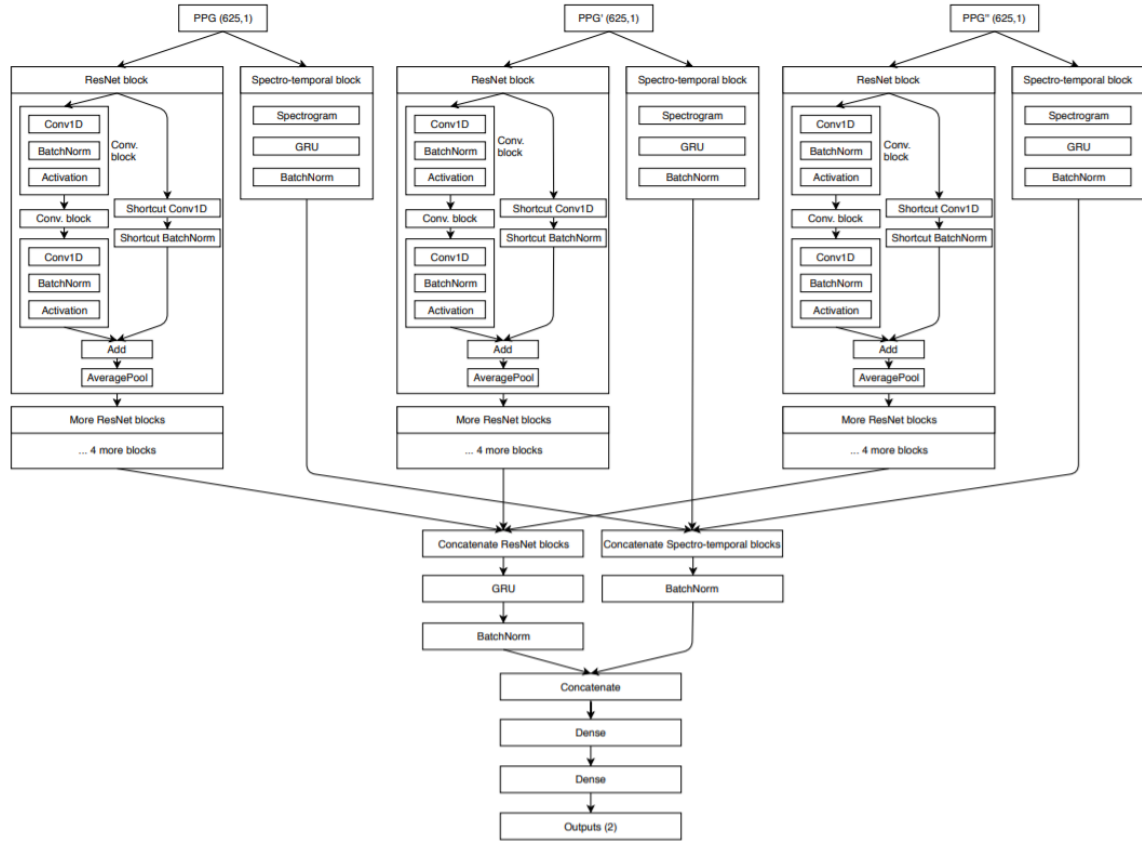 PPG (625,1)
PPG' (625,1)
PPG'' (625,1)
ResNet block
Spectro-temporal block
ResNet block
Spectro-temporal block
ResNet block
Spectro-temporal block
Conv1D
BatchNorm
Activation
Conv.
block
Conv. block
Conv1D
BatchNorm
Activation
Shortcut Conv1D
Shortcut BatchNorm
Add
AveragePool
Spectrogram
GRU
BatchNorm
Conv1D
BatchNorm
Activation
Conv.
block
Conv. block
Conv1D
BatchNorm
Activation
Shortcut Conv1D
Shortcut BatchNorm
Add
AveragePool
Spectrogram
GRU
BatchNorm
Conv1D
BatchNorm
Activation
Conv.
block
Conv. block
Conv1D
BatchNorm
Activation
Shortcut Conv1D
Shortcut BatchNorm
Add
AveragePool
Spectrogram
GRU
BatchNorm
More ResNet blocks
... 4 more blocks
More ResNet blocks
... 4 more blocks
More ResNet blocks
... 4 more blocks
Concatenate ResNet blocks
Concatenate Spectro-temporal blocks
GRU
BatchNorm
BatchNorm
Concatenate
Dense
Dense
Outputs (2)